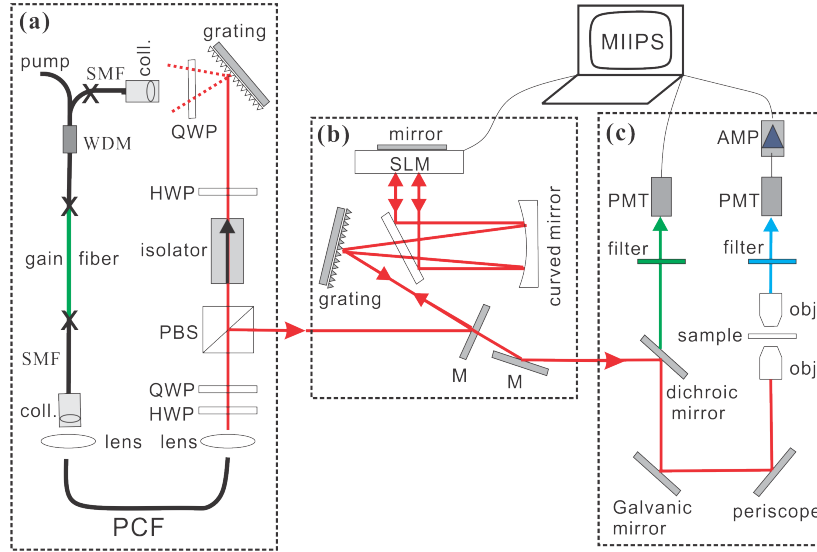 (a)
grating
pump
SMF
coll.
QWP
WDM
HWP
isolator
gain fiber
PBS
SMF
QWP
coll.
HWP
lens
lens
PCF
MIIPS
(b)
mirror
SLM
curved mirror
grating
M
M
(c)
AMP
PMT
PMT
filter
filter
obj
sample
obj
dichroic
mirror
Galvanic
mirror
periscope